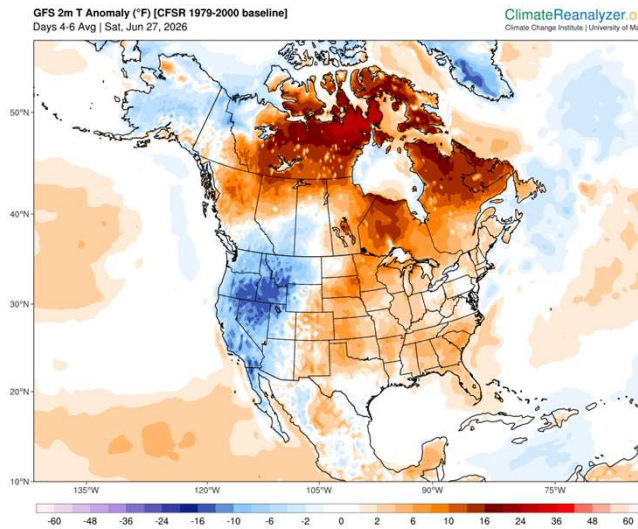 GFS 2m T Anomaly (°F) [CFSR 1979-2000 baseline]
Days 4-6 Avg | Sat, Jun 27, 2026
ClimateReanalyzer.o
Climate Change Institute | University of Ma
50°N
40°N
30°N
20°N
10°N
135°W 120°W 105°W 90°W 75°W
-60 -48 -36 -24 -16 -10 -6 -2 0 2 6 10 16 24 36 48